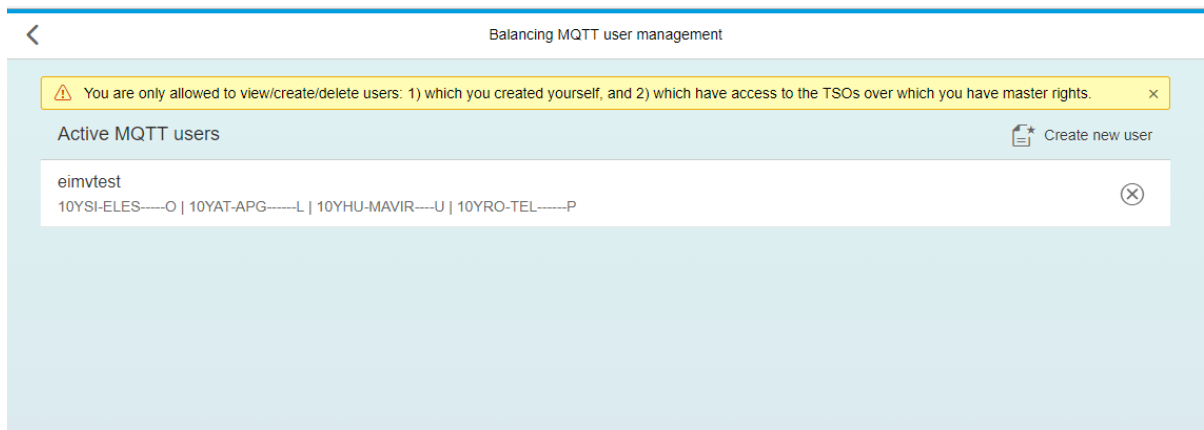 Balancing MQTT user management
You are only allowed to view/create/delete users: 1) which you created yourself, and 2) which have access to the TSOs over which you have master rights.
Active MQTT users
Create new user
eimvtest
10YSI-ELES-----O | 10YAT-APG------L | 10YHU-MAVIR----U | 10YRO-TEL------P